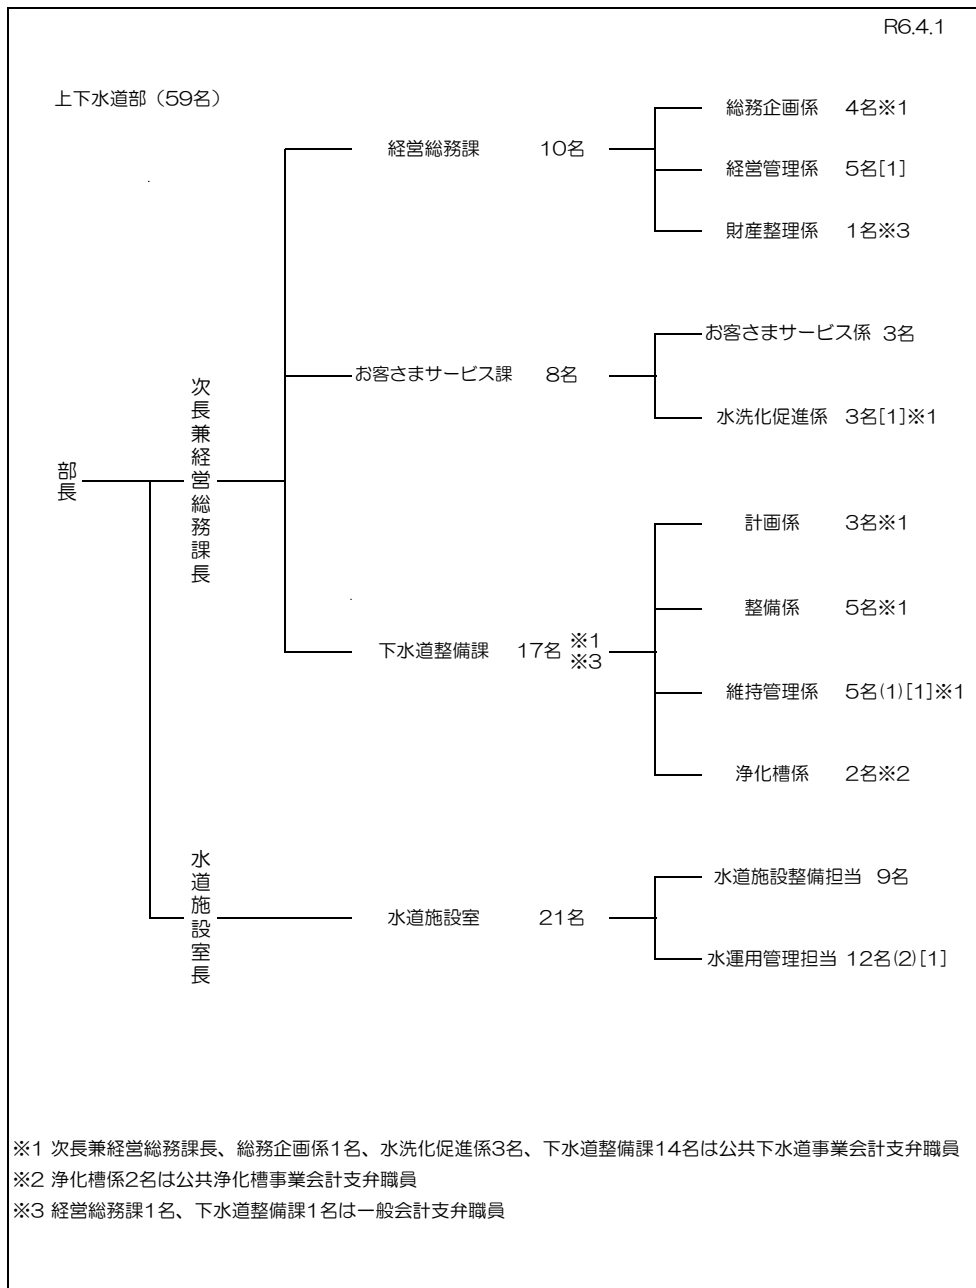 R6.4.1
上下水道部（59名）
部長
次長兼経営総務課長
経営総務課 10名
総務企画係 4名※1
経営管理係 5名[1]
財産整理係 1名※3
お客さまサービス課 8名
お客さまサービス係 3名
水洗化促進係 3名[1]※1
下水道整備課 17名 ※1
※3
計画係 3名※1
整備係 5名※1
維持管理係 5名(1)[1]※1
浄化槽係 2名※2
水道施設室長
水道施設室 21名
水道施設整備担当 9名
水運用管理担当 12名(2)[1]
※1 次長兼経営総務課長、総務企画係1名、水洗化促進係3名、下水道整備課14名は公共下水道事業会計支弁職員
※2 浄化槽係2名は公共浄化槽事業会計支弁職員
※3 経営総務課1名、下水道整備課1名は一般会計支弁職員